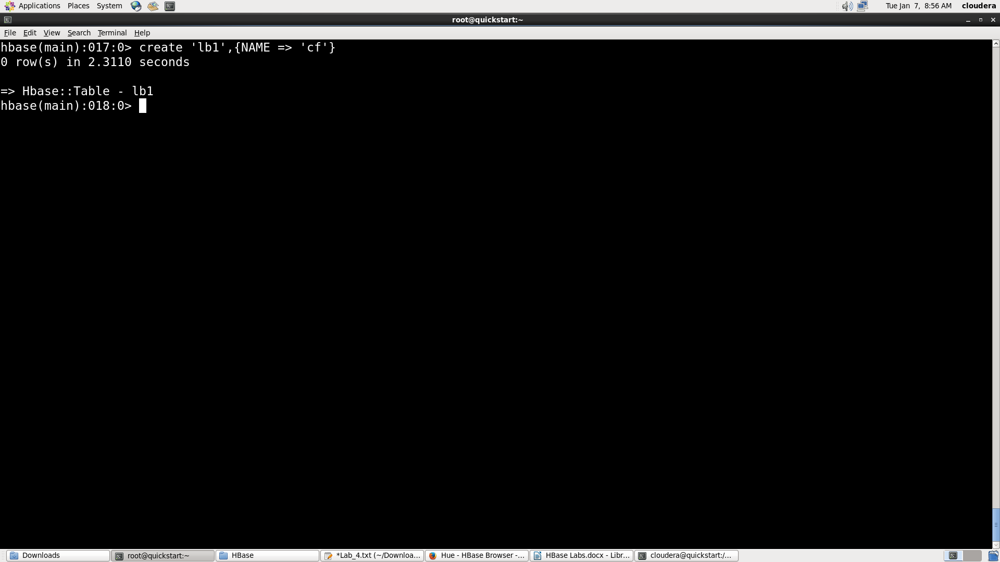 Applications Places System Tue Jan 7, 8:56 AM cloudera
root@quickstart:~
File Edit View Search Terminal Help
hbase(main):017:0> create 'lb1',{NAME => 'cf'}
0 row(s) in 2.3110 seconds
=> Hbase::Table - lb1
hbase(main):018:0>
Downloads root@quickstart:~ HBase *Lab_4.txt (~/Downloa... Hue - HBase Browser -... HBase Labs.docx - Libr... cloudera@quickstart:/...